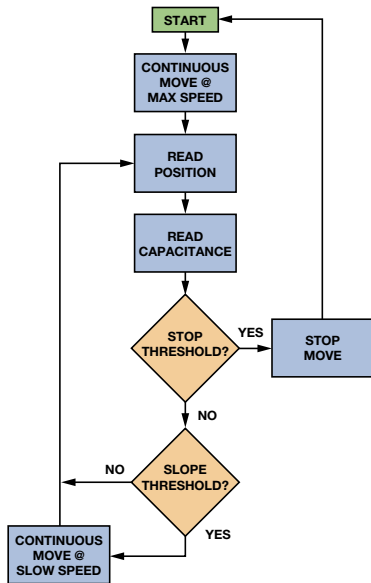 START
CONTINUOUS
MOVE @
MAX SPEED
READ
POSITION
READ
CAPACITANCE
STOP
THRESHOLD?
YES
STOP
MOVE
NO
SLOPE
THRESHOLD?
NO
YES
CONTINUOUS
MOVE @
SLOW SPEED